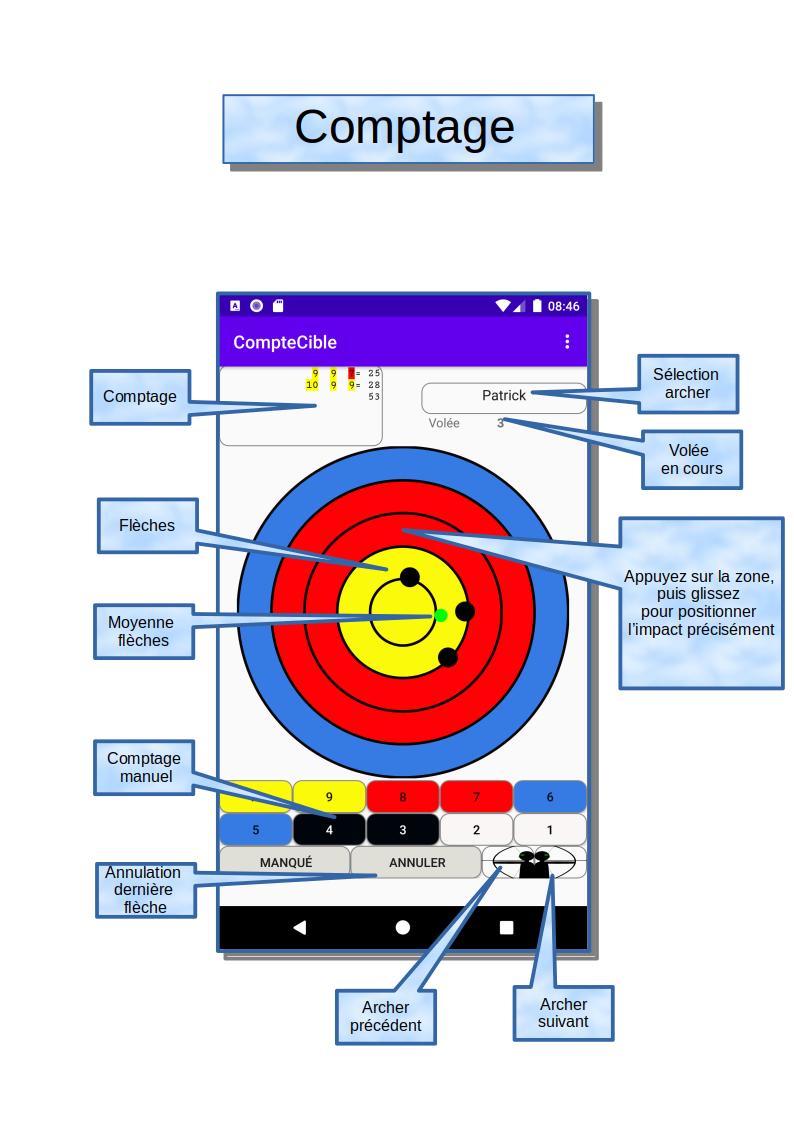 Comptage
08:46
CompteCible
9 9 7= 25
10 9 9= 28
53
Patrick
Volée 3
Comptage
Sélection
archer
Volée
en cours
Flèches
Appuyez sur la zone,
puis glissez
pour positionner
l'impact précisément
Moyenne
flèches
Comptage
manuel
9 8 7 6
5 4 3 2 1
MANQUÉ ANNULER
Annulation
dernière
flèche
Archer
précédent
Archer
suivant